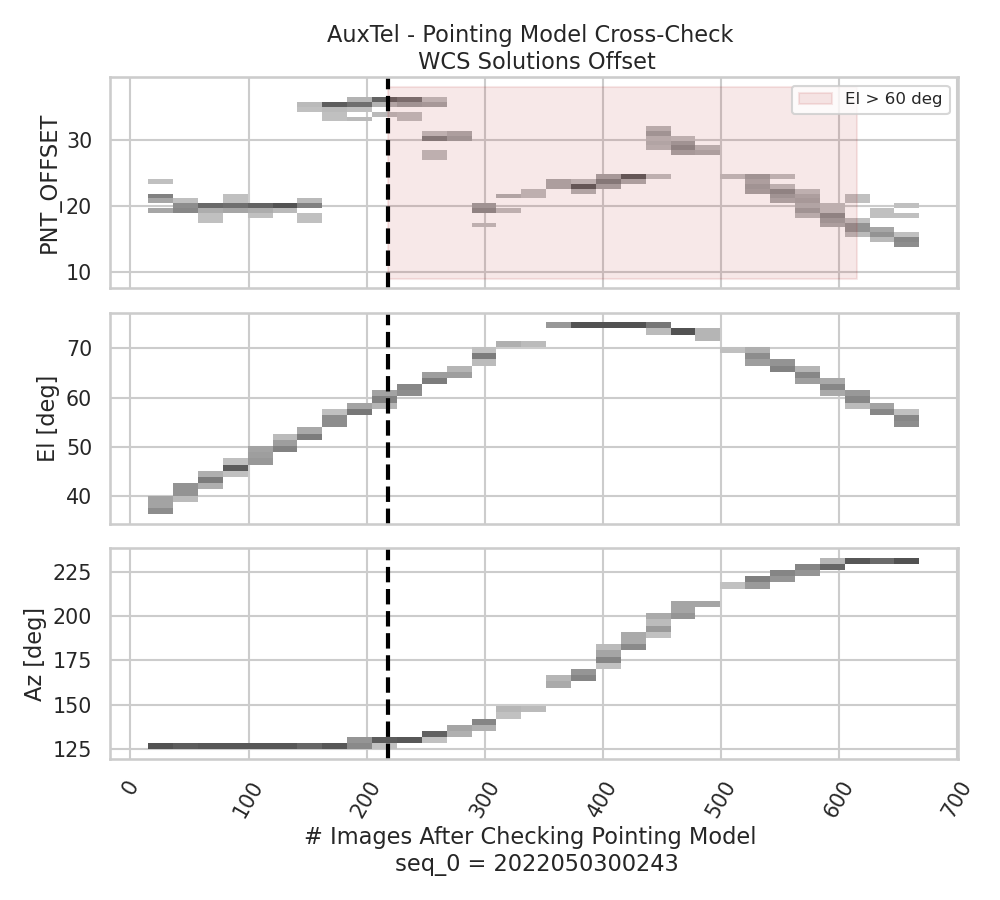 AuxTel - Pointing Model Cross-Check
WCS Solutions Offset
El > 60 deg
PNT_OFFSET
30
20
10
El [deg]
70
60
50
40
Az [deg]
225
200
175
150
125
0
100
200
300
400
500
600
700
# Images After Checking Pointing Model
seq_0 = 2022050300243